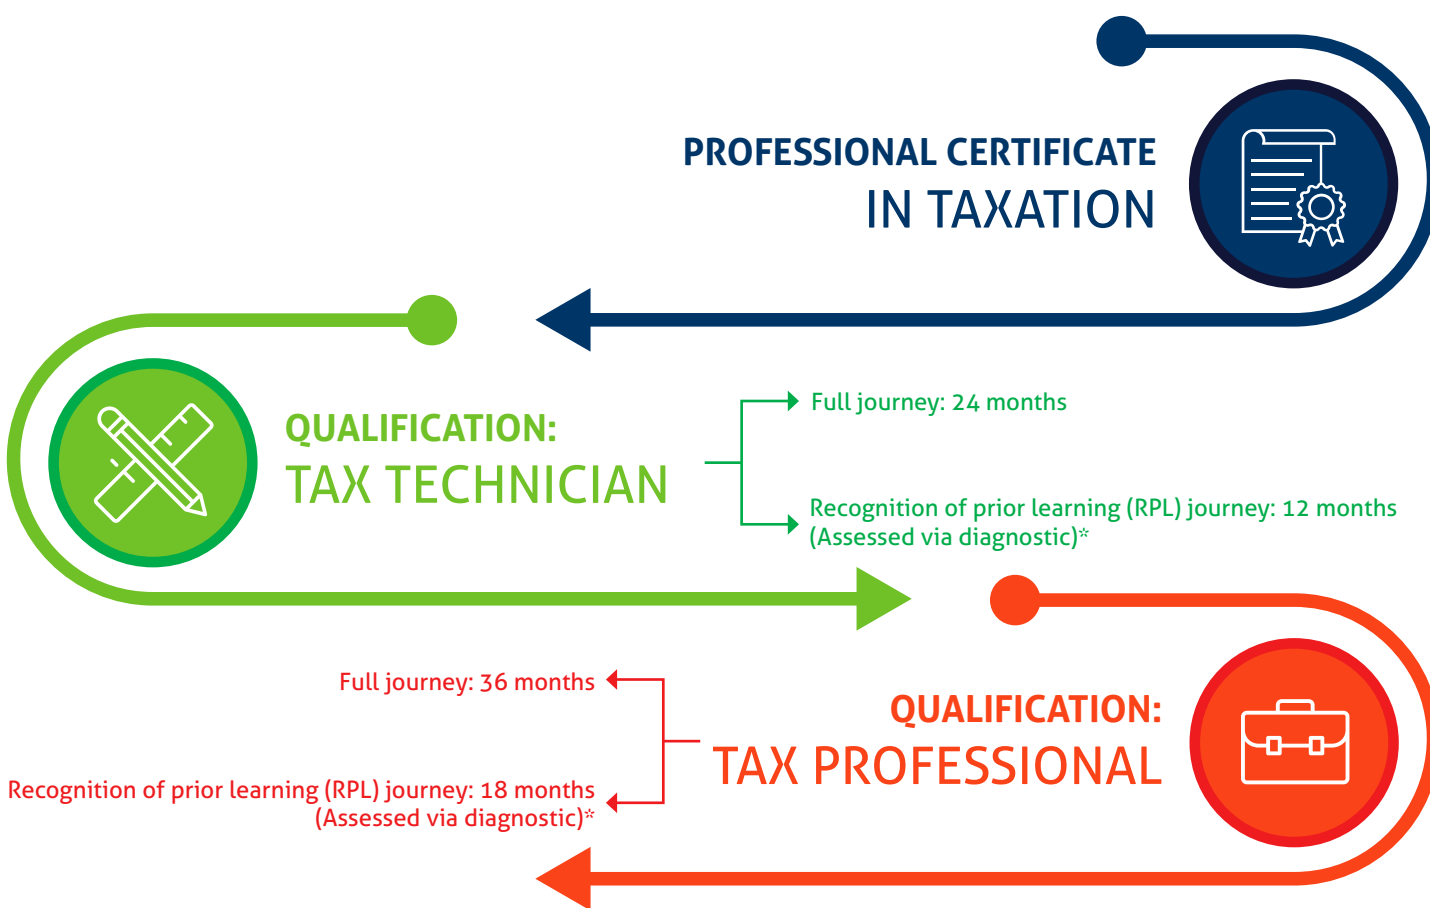 PROFESSIONAL CERTIFICATE
IN TAXATION
QUALIFICATION:
TAX TECHNICIAN
Full journey: 24 months
Recognition of prior learning (RPL) journey: 12 months
(Assessed via diagnostic)*
QUALIFICATION:
TAX PROFESSIONAL
Full journey: 36 months
Recognition of prior learning (RPL) journey: 18 months
(Assessed via diagnostic)*